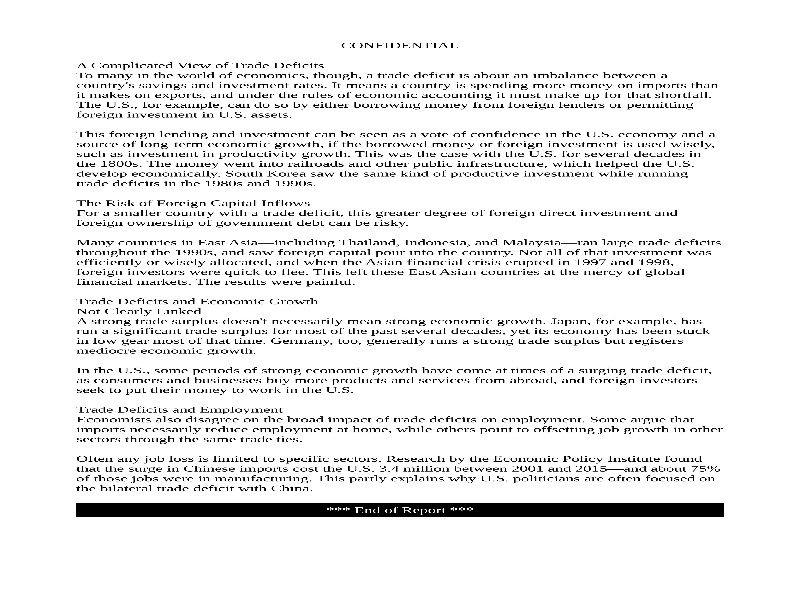 CONFIDENTIAL
A Complicated View of Trade Deficits
To many in the world of economics, though, a trade deficit is about an imbalance between a
country's savings and investment rates. It means a country is spending more money on imports than
it makes on exports, and under the rules of economic accounting it must make up for that shortfall.
The U.S., for example, can do so by either borrowing money from foreign lenders or permitting
foreign investment in U.S. assets.
This foreign lending and investment can be seen as a vote of confidence in the U.S. economy and a
source of long-term economic growth, if the borrowed money or foreign investment is used wisely,
such as investment in productivity growth. This was the case with the U.S. for several decades in
the 1800s. The money went into railroads and other public infrastructure, which helped the U.S.
develop economically. South Korea saw the same kind of productive investment while running
trade deficits in the 1980s and 1990s.
The Risk of Foreign Capital Inflows
For a smaller country with a trade deficit, this greater degree of foreign direct investment and
foreign ownership of government debt can be risky.
Many countries in East Asia—including Thailand, Indonesia, and Malaysia—ran large trade deficits
throughout the 1990s, and saw foreign capital pour into the country. Not all of that investment was
efficiently or wisely allocated, and when the Asian financial crisis erupted in 1997 and 1998,
foreign investors were quick to flee. This left these East Asian countries at the mercy of global
financial markets. The results were painful.
Trade Deficits and Economic Growth
Not Clearly Linked
A strong trade surplus doesn't necessarily mean strong economic growth. Japan, for example, has
run a significant trade surplus for most of the past several decades, yet its economy has been stuck
in low gear most of that time. Germany, too, generally runs a strong trade surplus but registers
mediocre economic growth.
In the U.S., some periods of strong economic growth have come at times of a surging trade deficit,
as consumers and businesses buy more products and services from abroad, and foreign investors
seek to put their money to work in the U.S.
Trade Deficits and Employment
Economists also disagree on the broad impact of trade deficits on employment. Some argue that
imports necessarily reduce employment at home, while others point to offsetting job growth in other
sectors through the same trade ties.
Often any job loss is limited to specific sectors. Research by the Economic Policy Institute found
that the surge in Chinese imports cost the U.S. 3.4 million between 2001 and 2015—and about 75%
of those jobs were in manufacturing. This partly explains why U.S. politicians are often focused on
the bilateral trade deficit with China.
*** End of Report ***